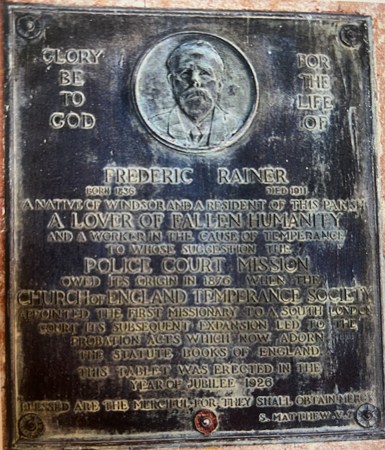 GLORY BE TO GOD
FOR THE LIFE OF
FREDERIC RAINER
BORN 1836 DIED 1911
A NATIVE OF WINDSOR AND A RESIDENT OF THIS PARISH
A LOVER OF FALLEN HUMANITY
AND A WORKER IN THE CAUSE OF TEMPERANCE
TO WHOSE SUGGESTION THE
POLICE COURT MISSION
OWED ITS ORIGIN IN 1876 WHEN THE
CHURCH OF ENGLAND TEMPERANCE SOCIETY
APPOINTED THE FIRST MISSIONARY TO A SOUTH LONDON
COURT ITS SUBSEQUENT EXPANSION LED TO THE
PROBATION ACTS WHICH NOW ADORN
THE STATUTE BOOKS OF ENGLAND
THIS TABLET WAS ERECTED IN THE
YEAR OF JUBILEE 1926
BLESSED ARE THE MERCIFUL FOR THEY SHALL OBTAIN MERCY
S. MATTHEW. V. 7